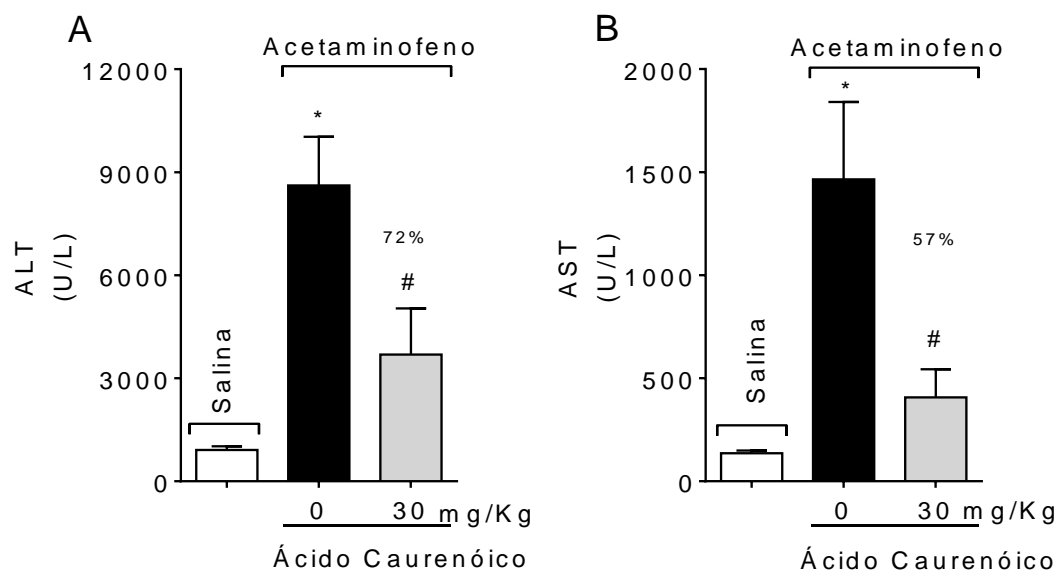 A
Acetaminofeno
12000
9000
6000
3000
0
ALT
(U/L)
Salina
*
72%
#
0 30 mg/Kg
Ácido Caurenóico
B
Acetaminofeno
2000
1500
1000
500
0
AST
(U/L)
Salina
*
57%
#
0 30 mg/Kg
Ácido Caurenóico